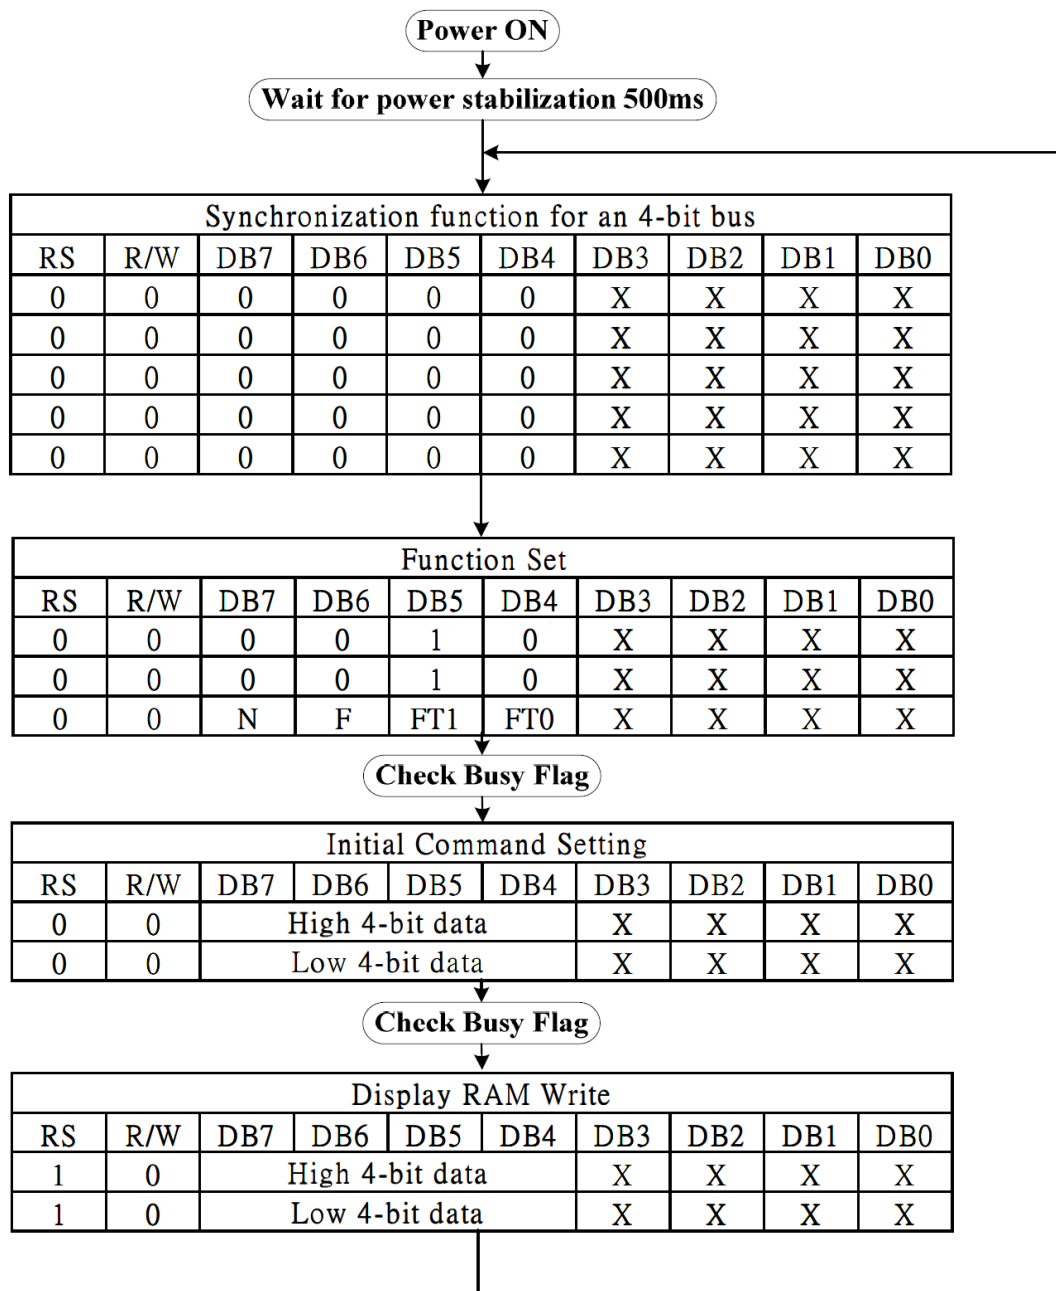 Power ON
Wait for power stabilization 500ms
Synchronization function for an 4-bit bus
RS R/W DB7 DB6 DB5 DB4 DB3 DB2 DB1 DB0
0 0 0 0 0 0 X X X X
0 0 0 0 0 0 X X X X
0 0 0 0 0 0 X X X X
0 0 0 0 0 0 X X X X
0 0 0 0 0 0 X X X X
Function Set
RS R/W DB7 DB6 DB5 DB4 DB3 DB2 DB1 DB0
0 0 0 0 1 0 X X X X
0 0 0 0 1 0 X X X X
0 0 N F FT1 FT0 X X X X
Check Busy Flag
Initial Command Setting
RS R/W DB7 DB6 DB5 DB4 DB3 DB2 DB1 DB0
0 0 High 4-bit data X X X X
0 0 Low 4-bit data X X X X
Check Busy Flag
Display RAM Write
RS R/W DB7 DB6 DB5 DB4 DB3 DB2 DB1 DB0
1 0 High 4-bit data X X X X
1 0 Low 4-bit data X X X X